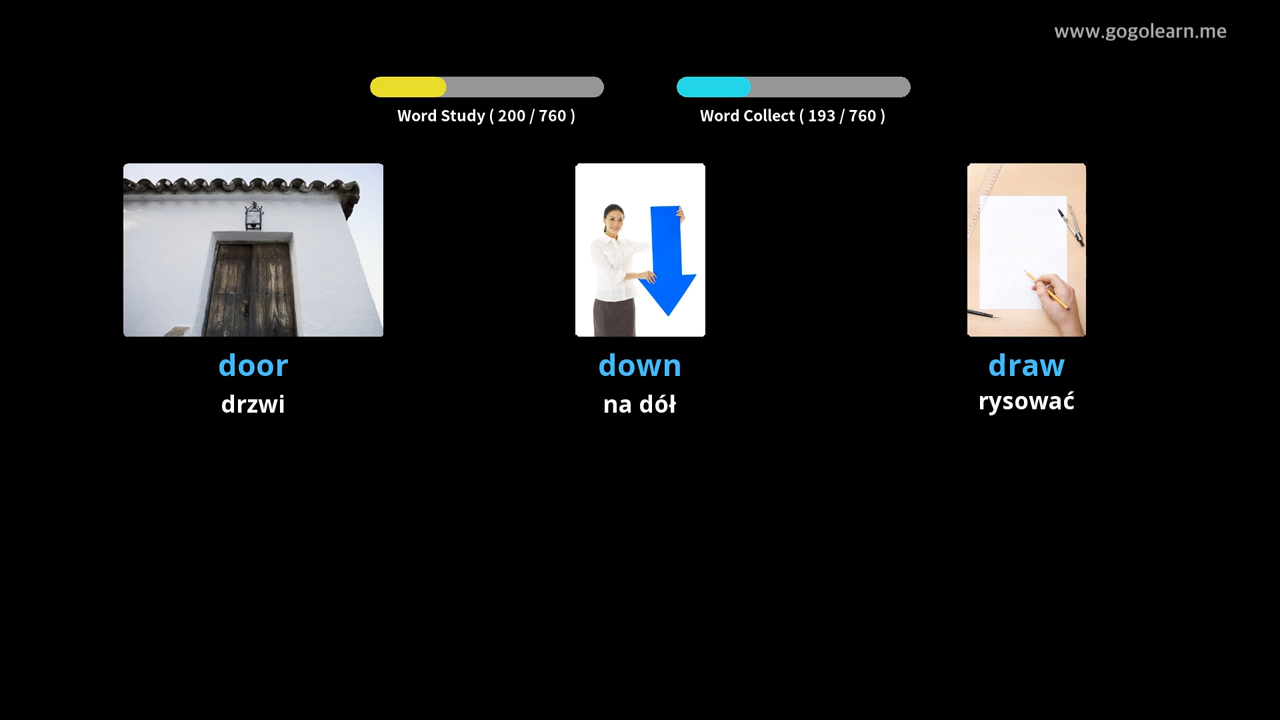 www.gogolearn.me
Word Study ( 200 / 760 )
Word Collect ( 193 / 760 )
door
down
draw
drzwi
na dół
rysować